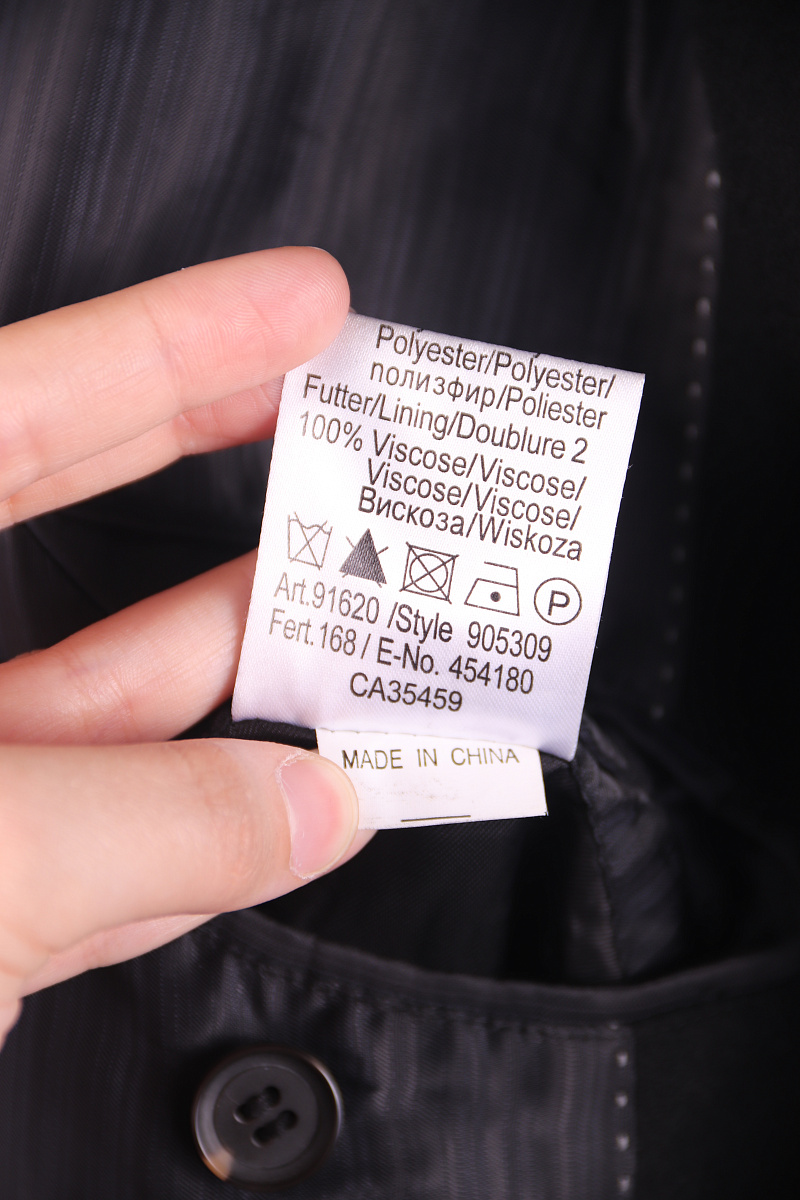 Polyester/Polyester/
полизфир/Poliester
Futter/Lining/Doublure 2
100% Viscose/Viscose/
Viscose/Viscose/
Вискоза/Wiskoza
P
Art.91620 /Style 905309
Fert.168 / E-No. 454180
CA35459
MADE IN CHINA